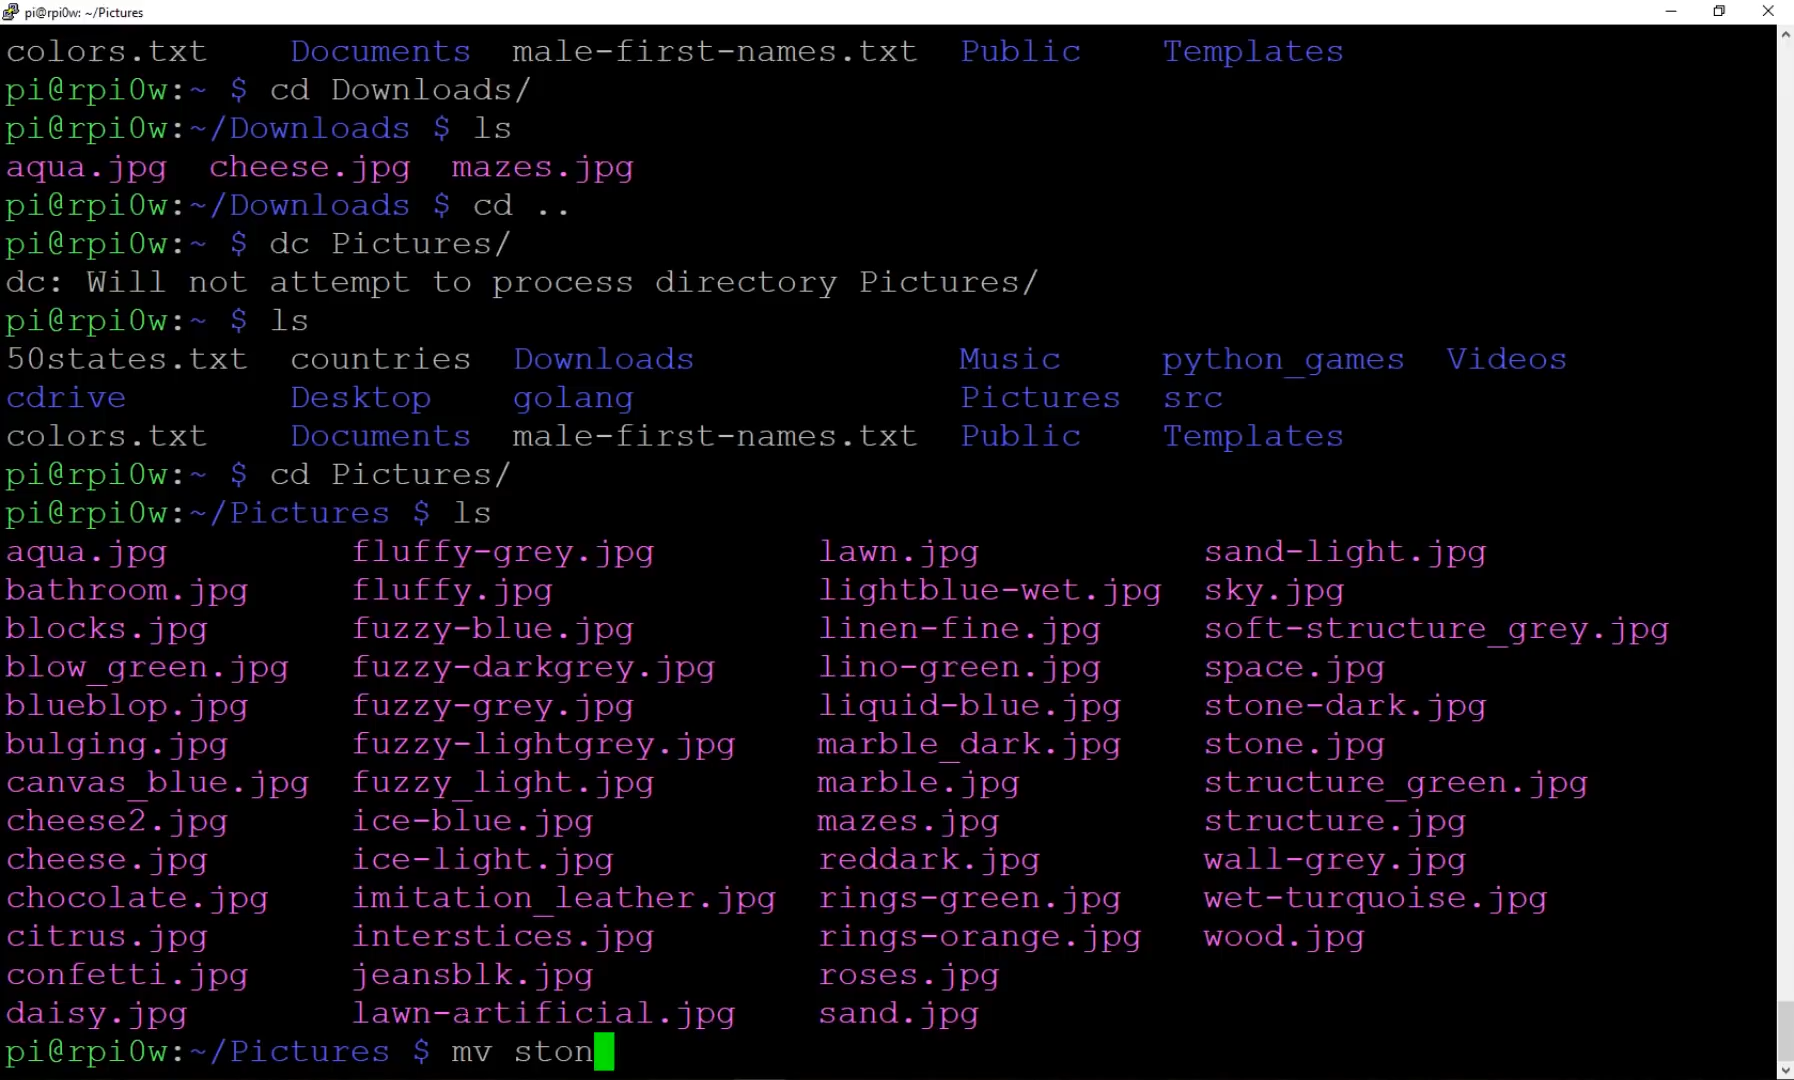 pi@rpi0w: ~/Pictures
colors.txt Documents male-first-names.txt Public Templates
pi@rpi0w:~ $ cd Downloads/
pi@rpi0w:~/Downloads $ ls
aqua.jpg cheese.jpg mazes.jpg
pi@rpi0w:~/Downloads $ cd ..
pi@rpi0w:~ $ dc Pictures/
dc: Will not attempt to process directory Pictures/
pi@rpi0w:~ $ ls
50states.txt countries Downloads Music python_games Videos
cdrive Desktop golang Pictures src
colors.txt Documents male-first-names.txt Public Templates
pi@rpi0w:~ $ cd Pictures/
pi@rpi0w:~/Pictures $ ls
aqua.jpg fluffy-grey.jpg lawn.jpg sand-light.jpg
bathroom.jpg fluffy.jpg lightblue-wet.jpg sky.jpg
blocks.jpg fuzzy-blue.jpg linen-fine.jpg soft-structure_grey.jpg
blow_green.jpg fuzzy-darkgrey.jpg lino-green.jpg space.jpg
blueblop.jpg fuzzy-grey.jpg liquid-blue.jpg stone-dark.jpg
bulging.jpg fuzzy-lightgrey.jpg marble_dark.jpg stone.jpg
canvas_blue.jpg fuzzy_light.jpg marble.jpg structure_green.jpg
cheese2.jpg ice-blue.jpg mazes.jpg structure.jpg
cheese.jpg ice-light.jpg reddark.jpg wall-grey.jpg
chocolate.jpg imitation_leather.jpg rings-green.jpg wet-turquoise.jpg
citrus.jpg interstices.jpg rings-orange.jpg wood.jpg
confetti.jpg jeansblk.jpg roses.jpg
daisy.jpg lawn-artificial.jpg sand.jpg
pi@rpi0w:~/Pictures $ mv ston